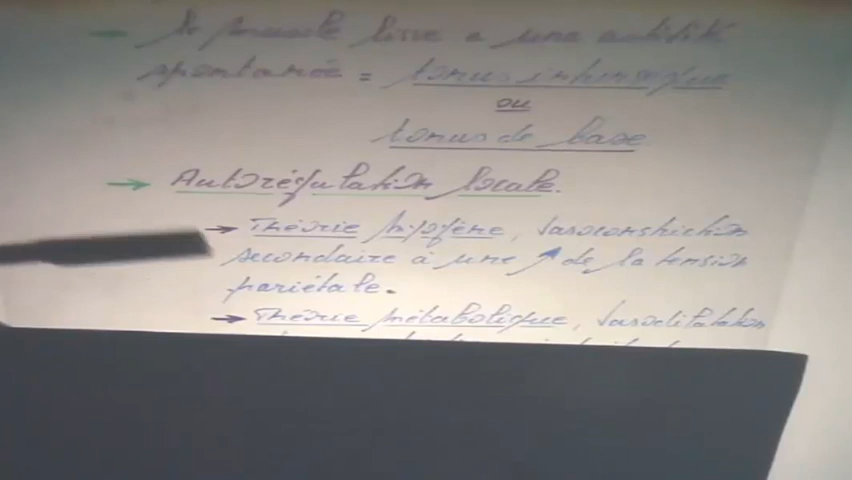 → le muscle lisse a une activité
spontanée = tonus intrinsèque
ou
tonus de base
→ Autorégulation locale.
→ Théorie myogène, vasoconstriction
secondaire à une ↗ de la tension
pariétale.
→ Théorie métabolique, vasodilatation